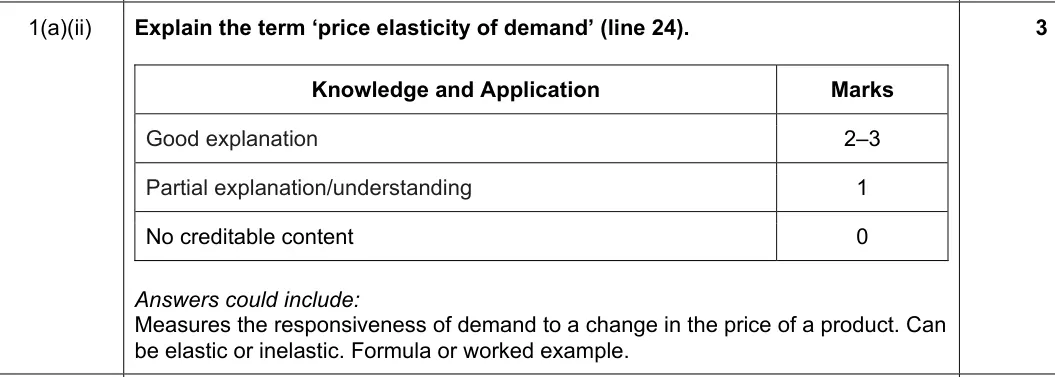 1(a)(ii) Explain the term ‘price elasticity of demand’ (line 24). 3
Knowledge and Application Marks
Good explanation 2–3
Partial explanation/understanding 1
No creditable content 0
Answers could include:
Measures the responsiveness of demand to a change in the price of a product. Can
be elastic or inelastic. Formula or worked example.